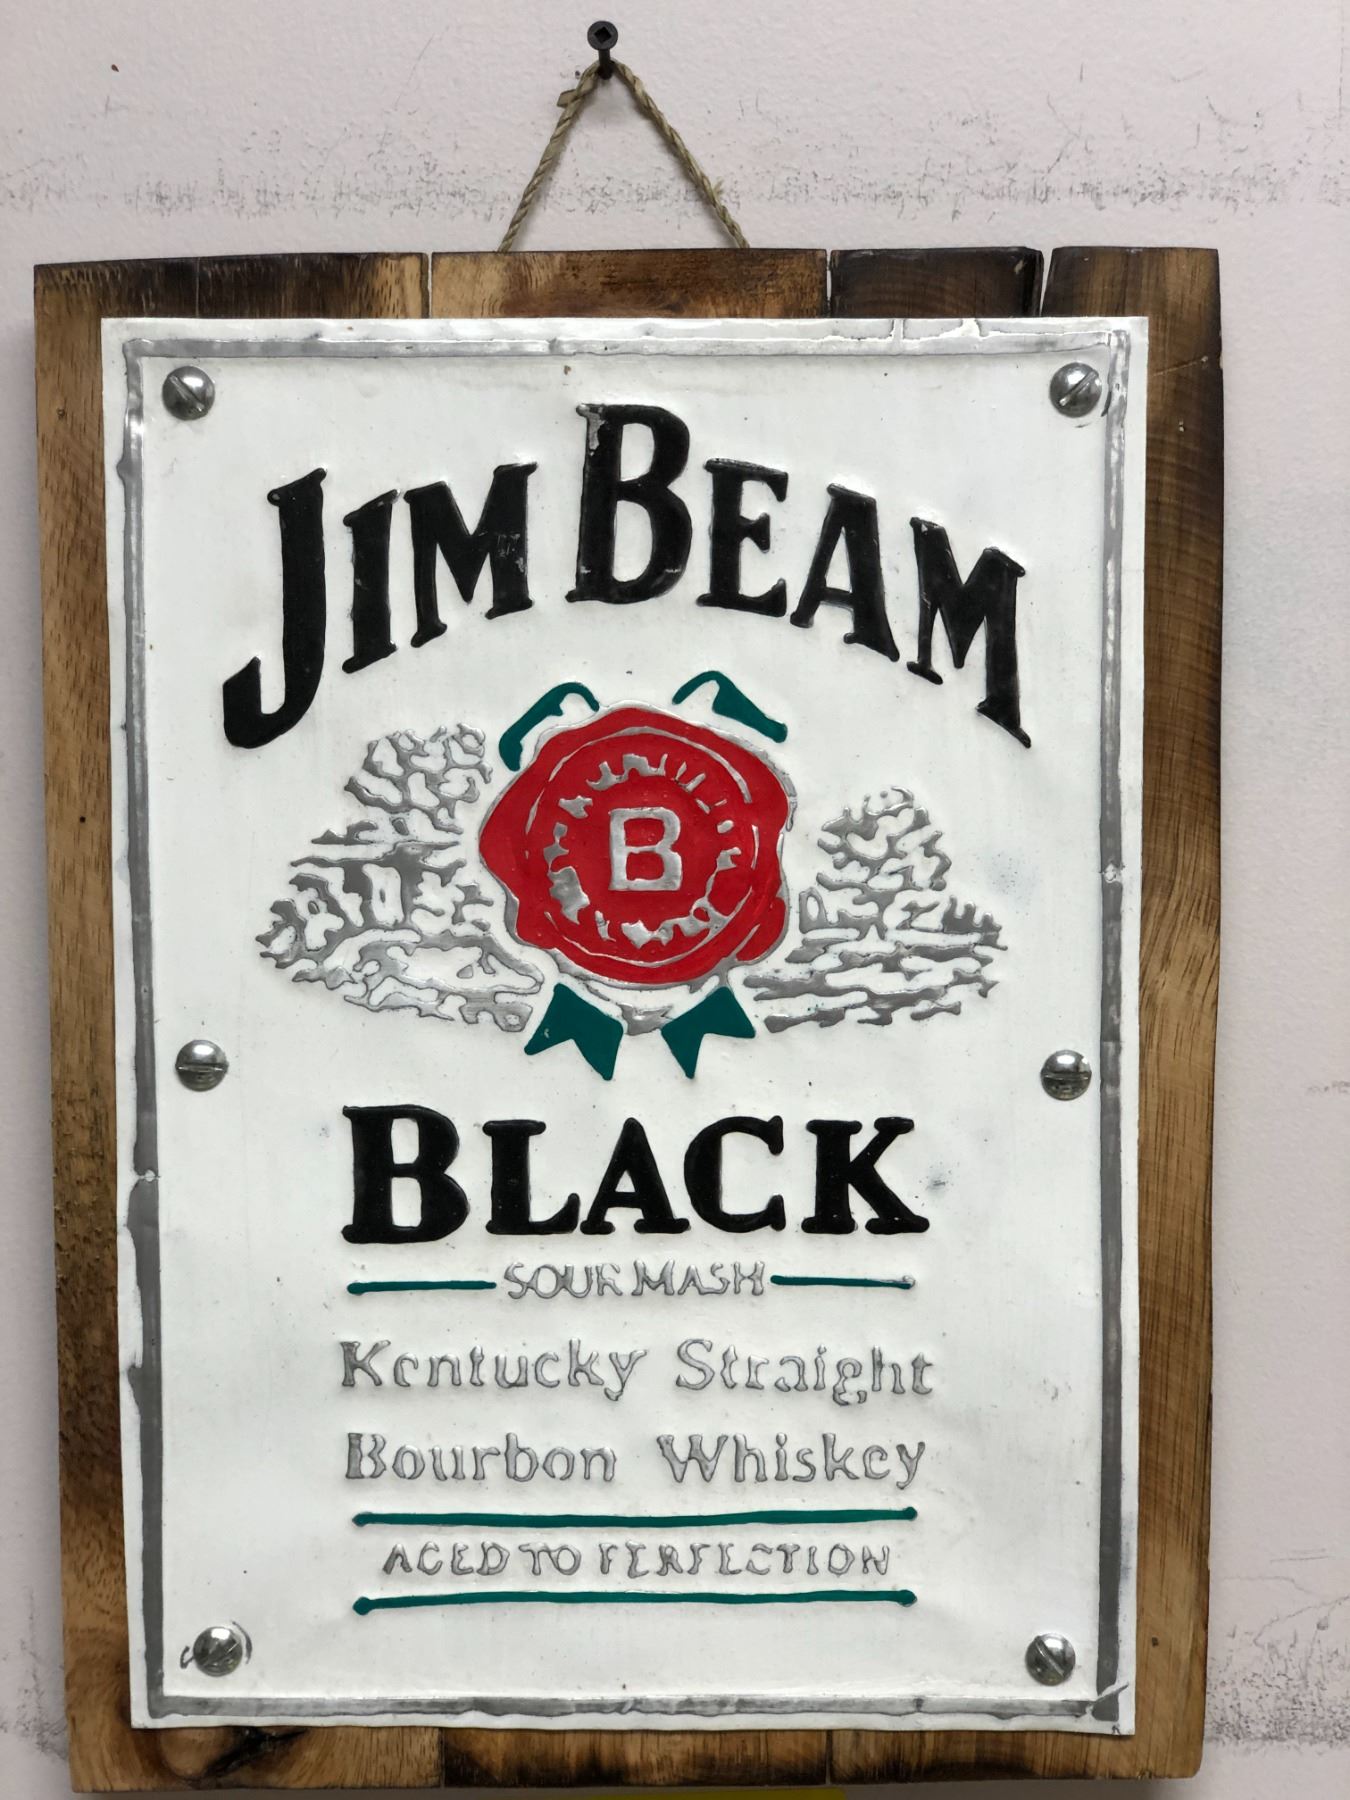 JIM BEAM
B
BLACK
SOUR MASH
Kentucky Straight
Bourbon Whiskey
AGED TO PERFECTION